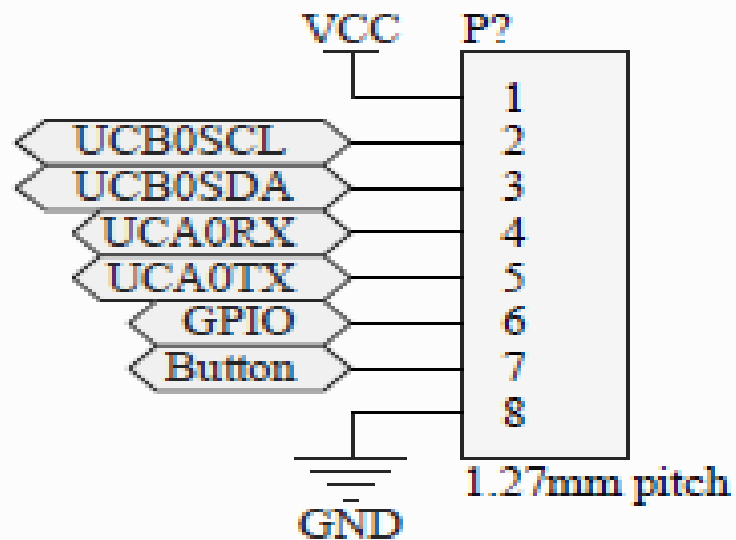 VCC P?
1
UCB0SCL 2
UCB0SDA 3
UCA0RX 4
UCA0TX 5
GPIO 6
Button 7
8
1.27mm pitch
GND